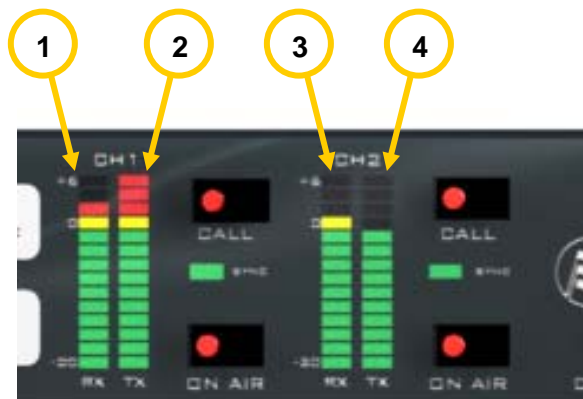 1 2 3 4
CH1 CH2
+6 +6
0 0
CALL CALL
SYNC SYNC
-20 -20
RX TX ON AIR RX TX ON AIR